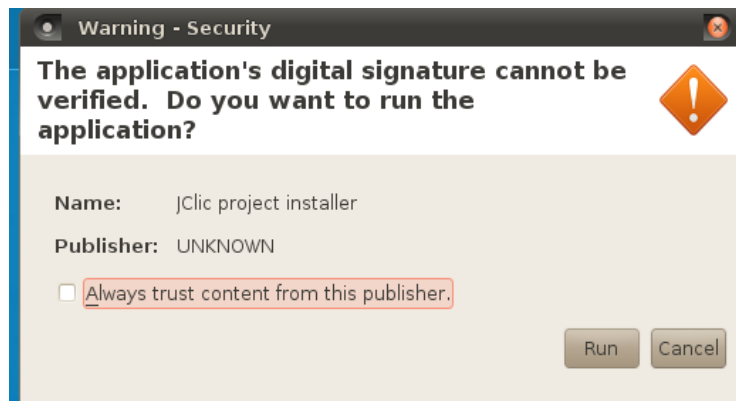 Warning - Security
The application's digital signature cannot be
verified.  Do you want to run the
application?
Name: JClic project installer
Publisher: UNKNOWN
Always trust content from this publisher.
Run Cancel